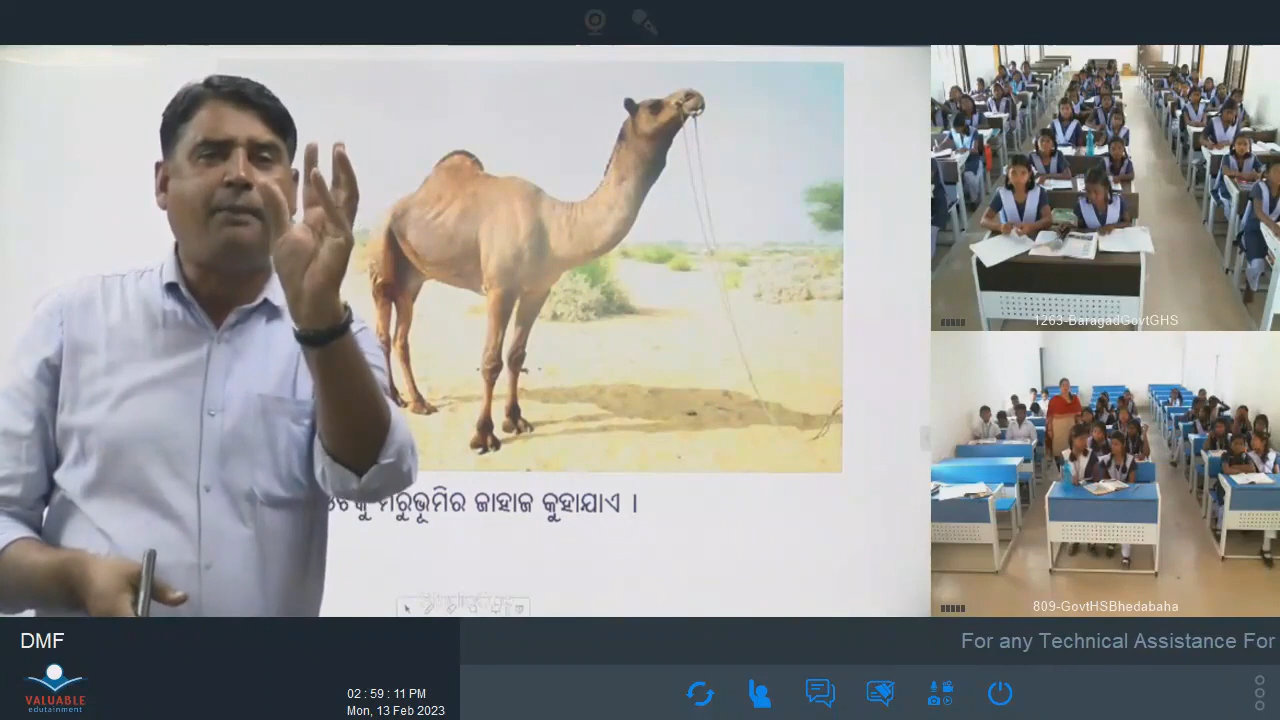 ମରୁଭୂମିର ଜାହାଜ କୁହାଯାଏ ।
1263-BaragadGovtGHS
809-GovtHSBhedabaha
DMF
For any Technical Assistance For
VALUABLE
edutainment
02 : 59 : 11 PM
Mon, 13 Feb 2023